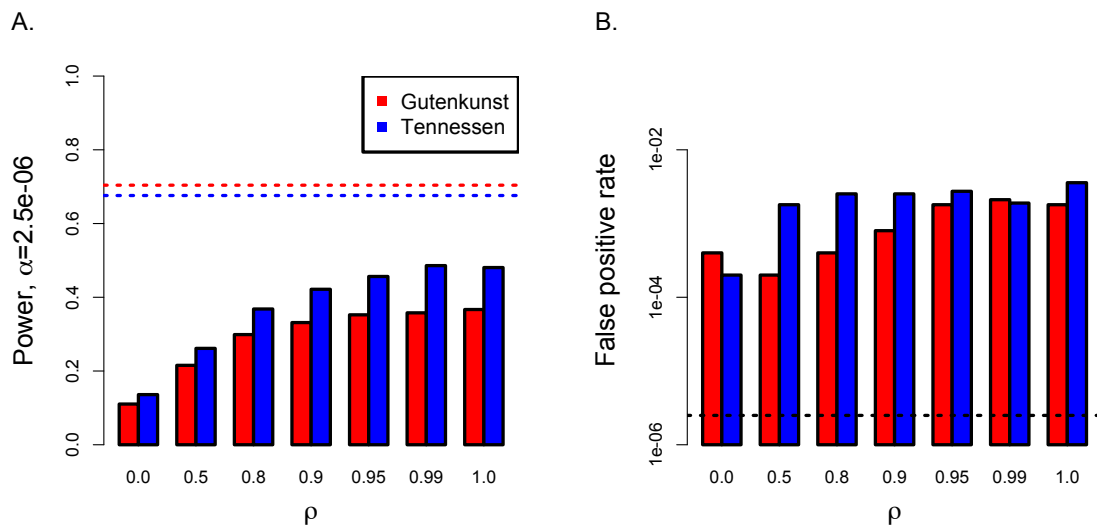 A.
Power, α=2.5e-06
1.0
0.8
0.6
0.4
0.2
0.0
Gutenkunst
Tennessen
0.0 0.5 0.8 0.9 0.95 0.99 1.0
ρ
B.
False positive rate
1e-02
1e-04
1e-06
0.0 0.5 0.8 0.9 0.95 0.99 1.0
ρ